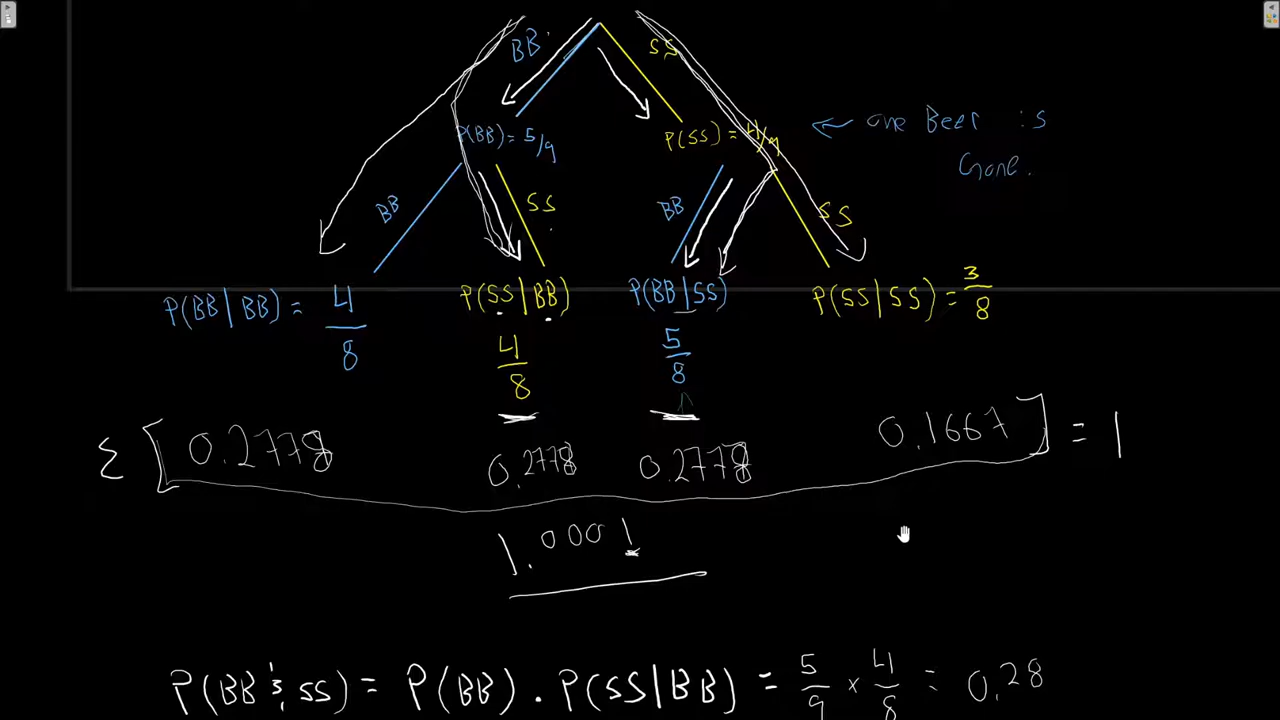 BB. SS
P(BB) = 5/9 P(SS) = 4/9 ← one Beer is
Gone.
BB SS BB SS
P(BB|BB) = 4/8 P(SS|BB) 4/8 P(BB|SS) 5/8 P(SS|SS) = 3/8
Σ [0.2778 0.2778 0.2778 0.1667] = 1
1.0001
P(BB & SS) = P(BB) . P(SS|BB) = 5/9 × 4/8 = 0.28